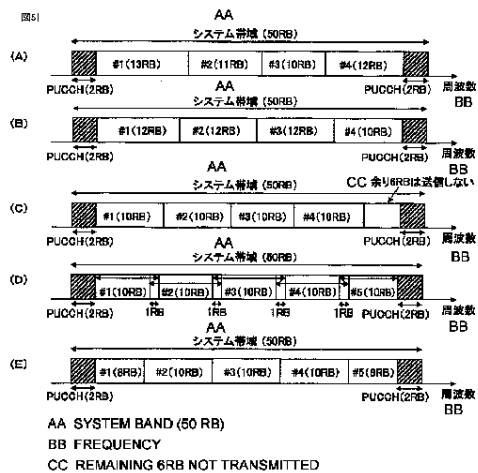 図5
AA
システム帯域 (50RB)
(A)
#1(13RB) #2(11RB) #3(10RB) #4(12RB)
PUCCH(2RB) PUCCH(2RB) 周波数
AA BB
システム帯域 (50RB)
(B)
#1(12RB) #2(12RB) #3(12RB) #4(10RB)
PUCCH(2RB) PUCCH(2RB) 周波数
AA BB
システム帯域 (50RB)
CC 余り6RBは送信しない
(C)
#1(10RB) #2(10RB) #3(10RB) #4(10RB)
PUCCH(2RB) PUCCH(2RB) 周波数
AA BB
システム帯域 (50RB)
(D)
#1(10RB) #2(10RB) #3(10RB) #4(10RB) #5(10RB)
PUCCH(2RB) 1RB 1RB 1RB 1RB PUCCH(2RB) 周波数
AA BB
システム帯域 (50RB)
(E)
#1(8RB) #2(10RB) #3(10RB) #4(10RB) #5(8RB)
PUCCH(2RB) PUCCH(2RB) 周波数
BB
AA SYSTEM BAND (50 RB)
BB FREQUENCY
CC REMAINING 6RB NOT TRANSMITTED